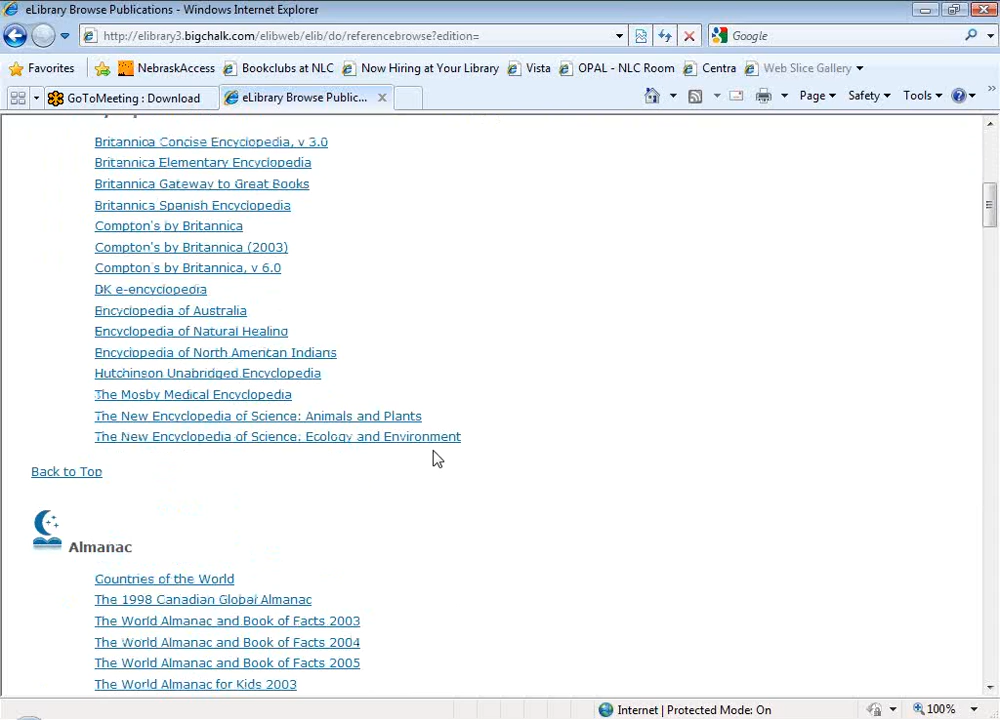 eLibrary Browse Publications - Windows Internet Explorer
http://elibrary3.bigchalk.com/elibweb/elib/do/referencebrowse?edition=
Google
Favorites
NebraskAccess
Bookclubs at NLC
Now Hiring at Your Library
Vista
OPAL - NLC Room
Centra
Web Slice Gallery
GoToMeeting : Download
eLibrary Browse Public...
Page
Safety
Tools
Britannica Concise Encyclopedia, v 3.0
Britannica Elementary Encyclopedia
Britannica Gateway to Great Books
Britannica Spanish Encyclopedia
Compton's by Britannica
Compton's by Britannica (2003)
Compton's by Britannica, v 6.0
DK e-encyclopedia
Encyclopedia of Australia
Encyclopedia of Natural Healing
Encyclopedia of North American Indians
Hutchinson Unabridged Encyclopedia
The Mosby Medical Encyclopedia
The New Encyclopedia of Science: Animals and Plants
The New Encyclopedia of Science: Ecology and Environment
Back to Top
Almanac
Countries of the World
The 1998 Canadian Global Almanac
The World Almanac and Book of Facts 2003
The World Almanac and Book of Facts 2004
The World Almanac and Book of Facts 2005
The World Almanac for Kids 2003
Internet | Protected Mode: On
100%